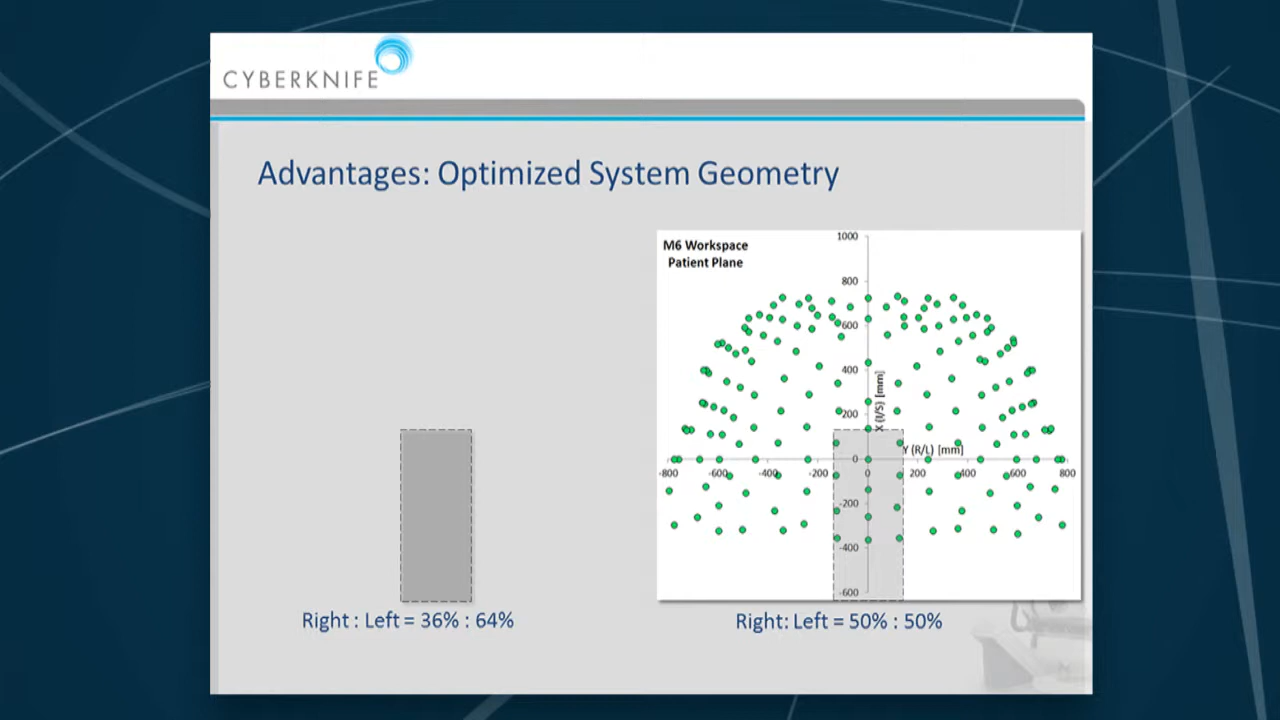 CYBERKNIFE
Advantages: Optimized System Geometry
M6 Workspace
Patient Plane
1000
800
600
400
200
0
-200
-400
-600
X (I/S) [mm]
Y (R/L) [mm]
-800 -600 -400 -200 0 200 400 600 800
Right : Left = 36% : 64%
Right: Left = 50% : 50%